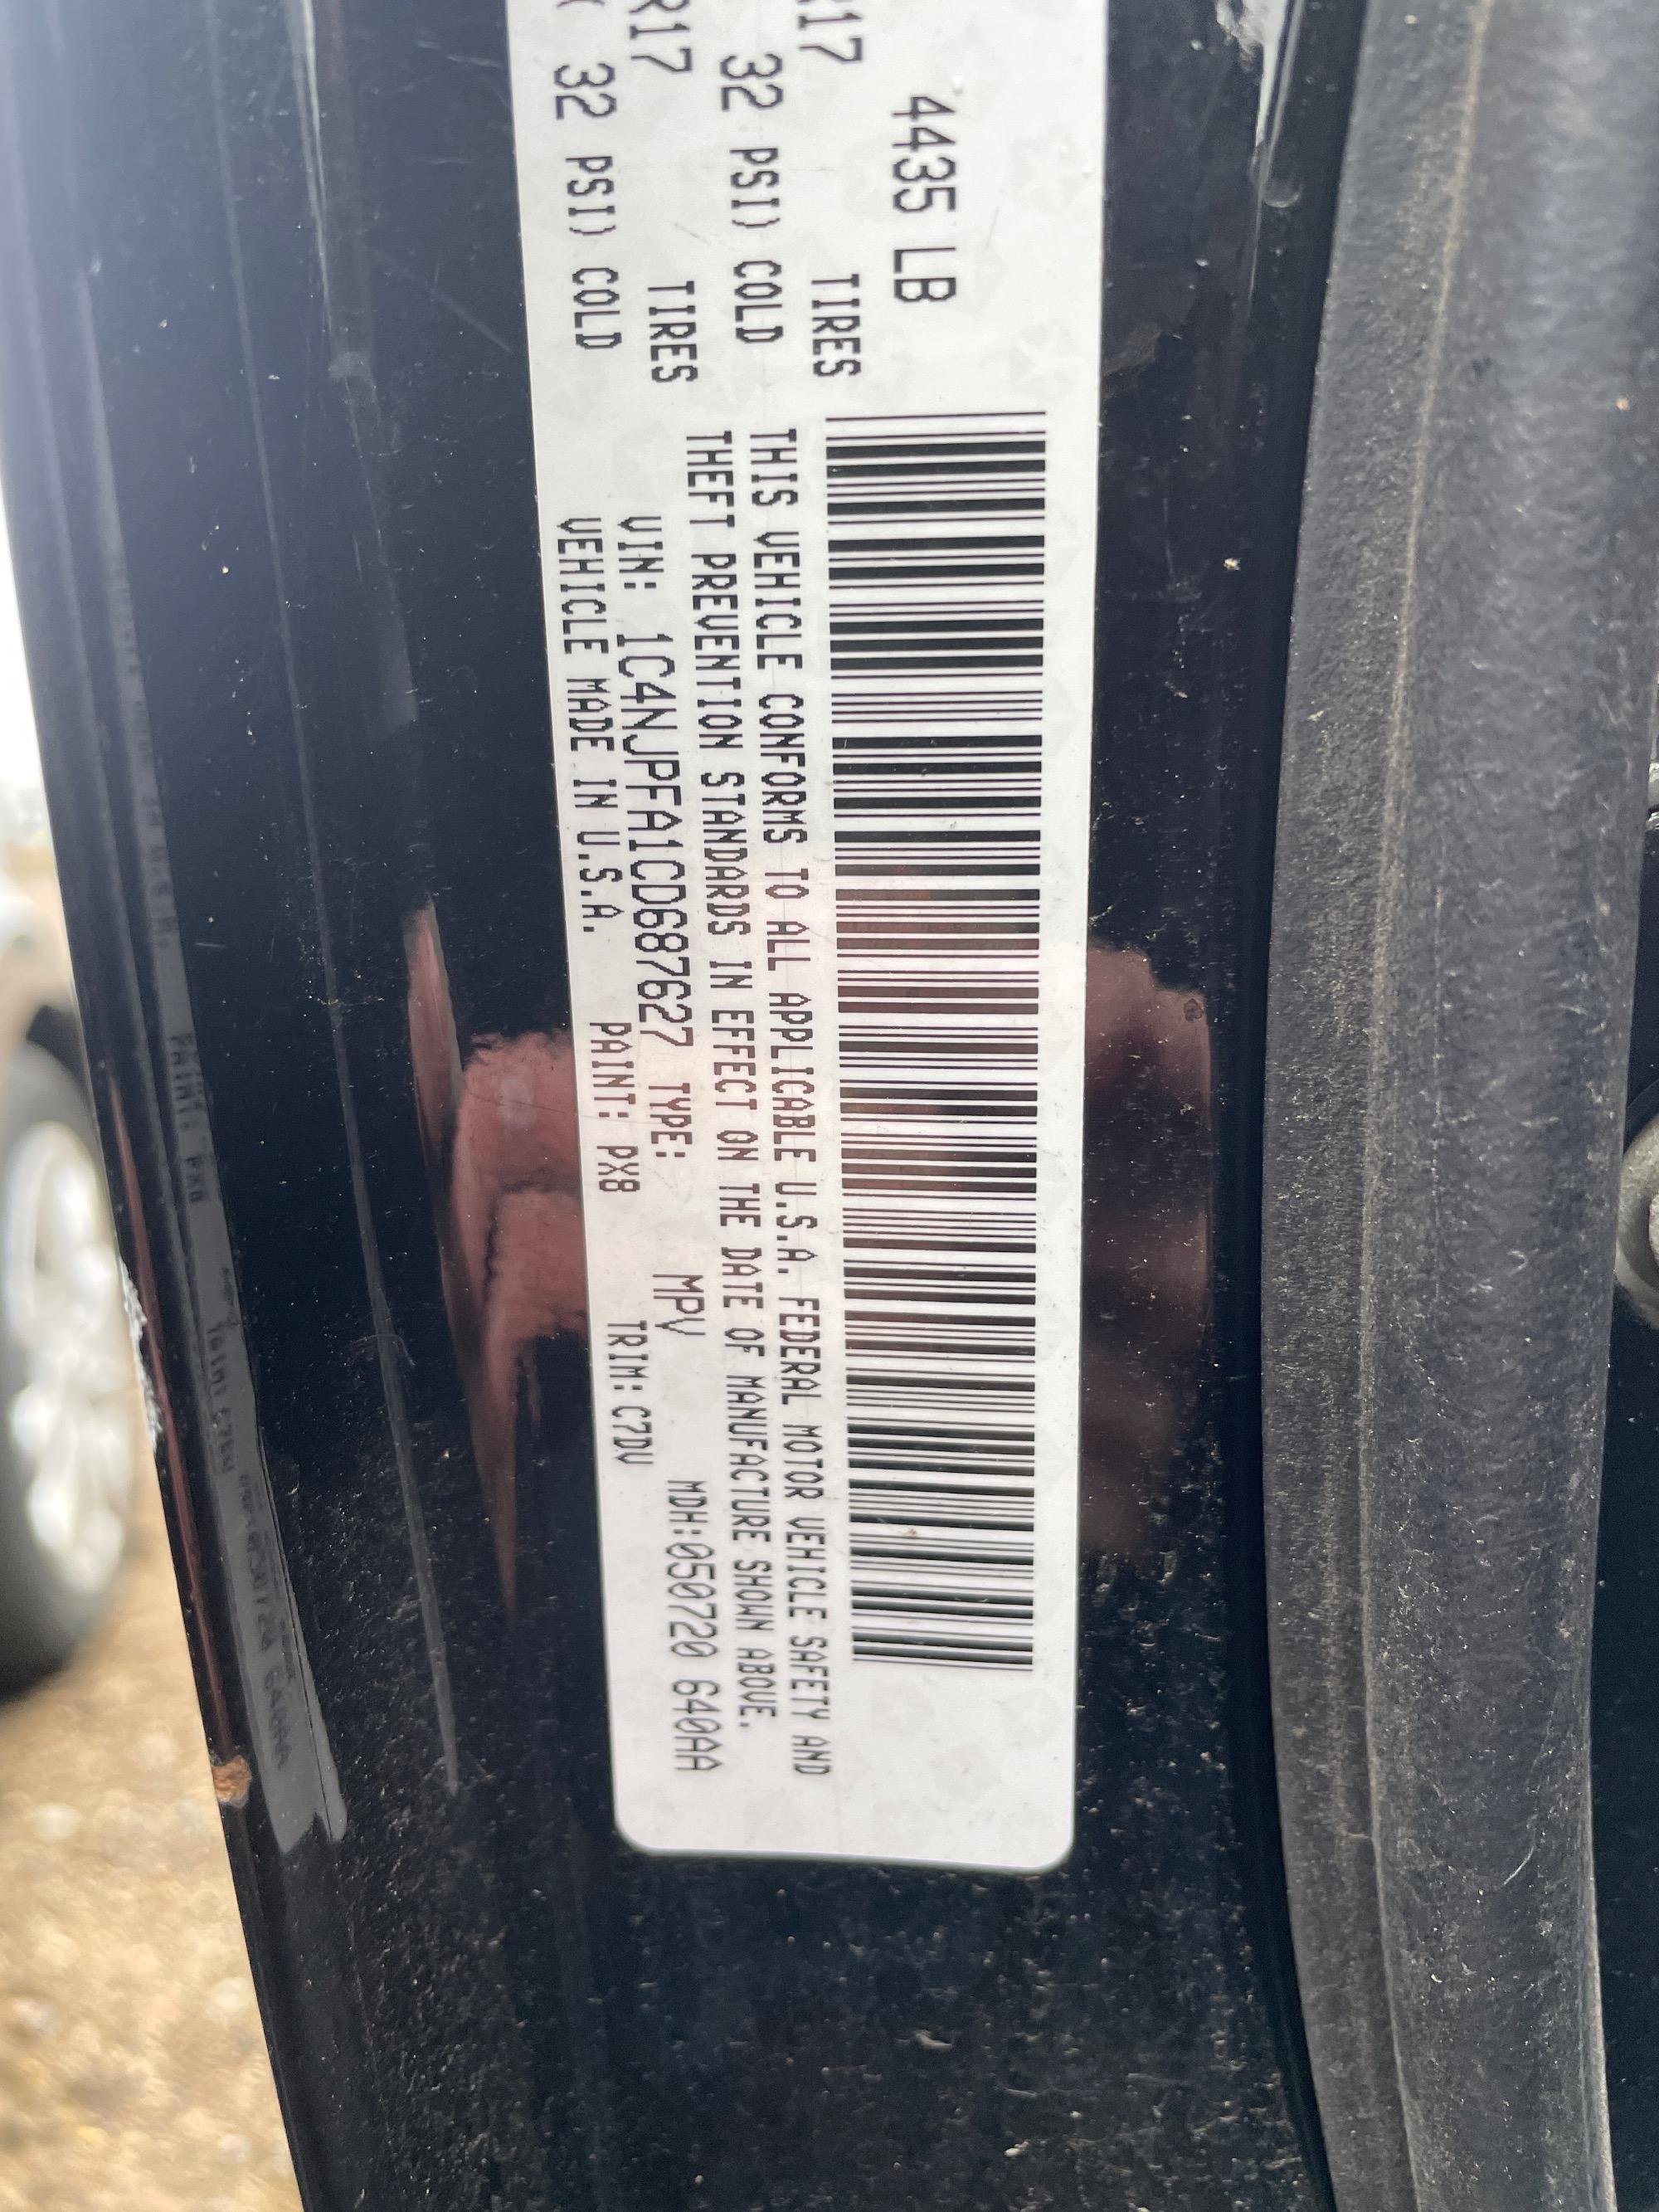 4435 LB
R17 TIRES
32 PSI) COLD
R17 TIRES
32 PSI) COLD
THIS VEHICLE CONFORMS TO ALL APPLICABLE U.S.A. FEDERAL MOTOR VEHICLE SAFETY AND
THEFT PREVENTION STANDARDS IN EFFECT ON THE DATE OF MANUFACTURE SHOWN ABOVE.
VIN: 1C4NJPFA1CD687627 TYPE: MPV MDH:050720 640AA
VEHICLE MADE IN U.S.A. PAINT: PX8 TRIM: C7DV